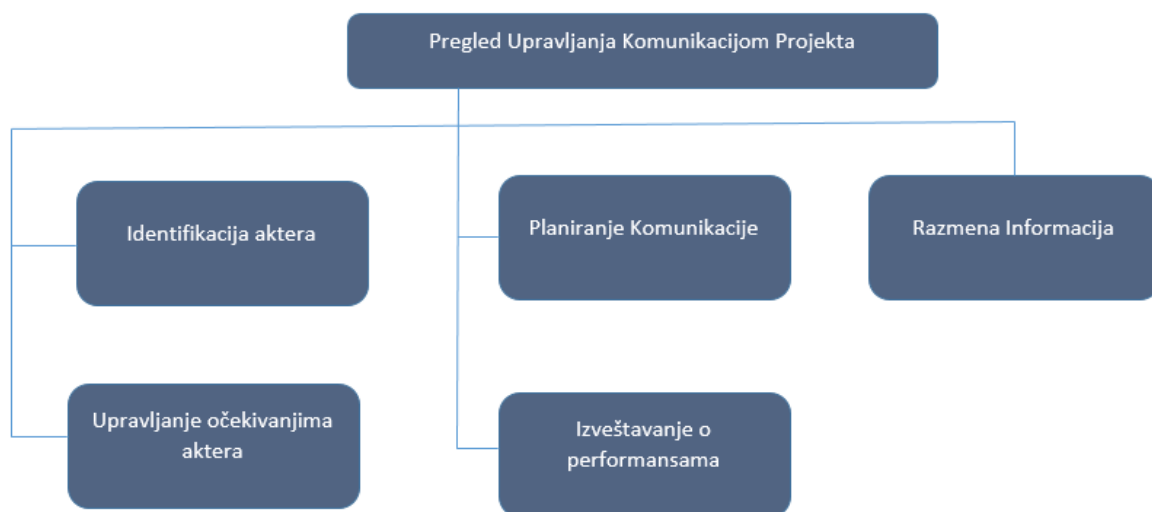 Pregled Upravljanja Komunikacijom Projekta
Identifikacija aktera
Planiranje Komunikacije
Razmena Informacija
Upravljanje očekivanjima
aktera
Izveštavanje o
performansama